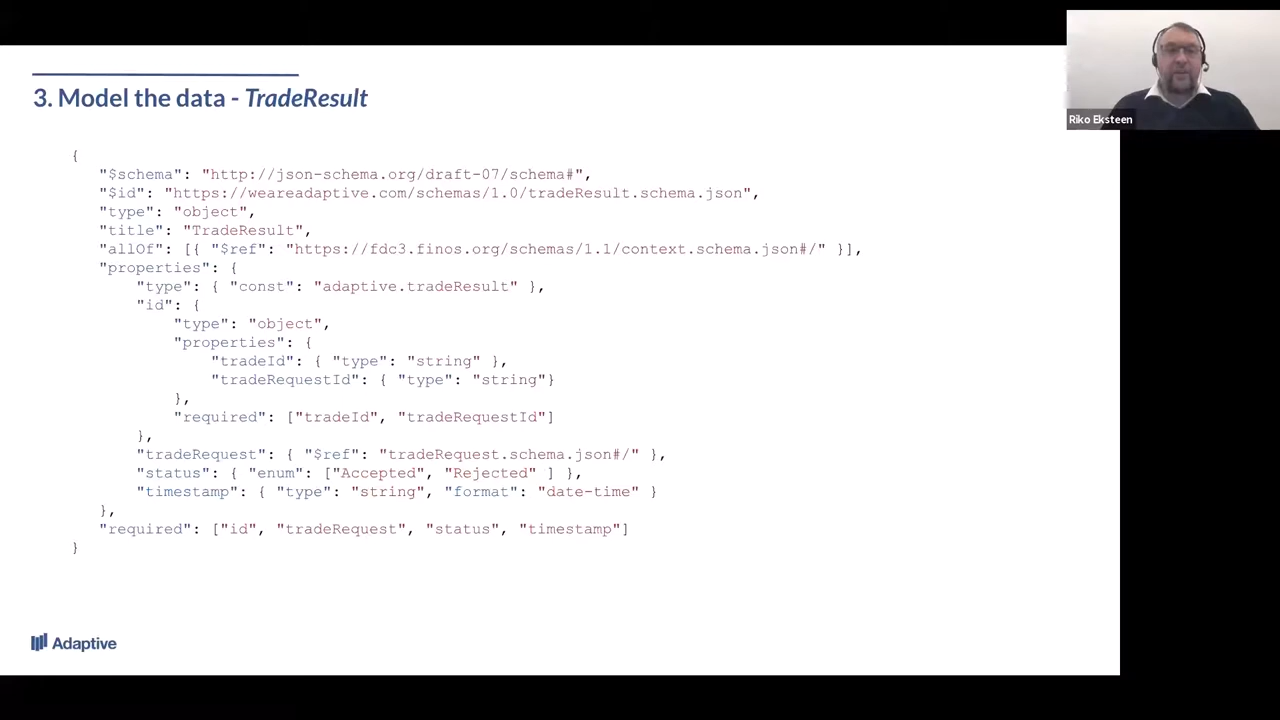 3. Model the data - TradeResult
{
"$schema": "http://json-schema.org/draft-07/schema#",
"$id": "https://weareadaptive.com/schemas/1.0/tradeResult.schema.json",
"type": "object",
"title": "TradeResult",
"allOf": [{ "$ref": "https://fdc3.finos.org/schemas/1.1/context.schema.json#/" }],
"properties": {
"type": { "const": "adaptive.tradeResult" },
"id": {
"type": "object",
"properties": {
"tradeId": { "type": "string" },
"tradeRequestId": { "type": "string"}
},
"required": ["tradeId", "tradeRequestId"]
},
"tradeRequest": { "$ref": "tradeRequest.schema.json#/" },
"status": { "enum": ["Accepted", "Rejected" ] },
"timestamp": { "type": "string", "format": "date-time" }
},
"required": ["id", "tradeRequest", "status", "timestamp"]
}
Adaptive
Riko Eksteen